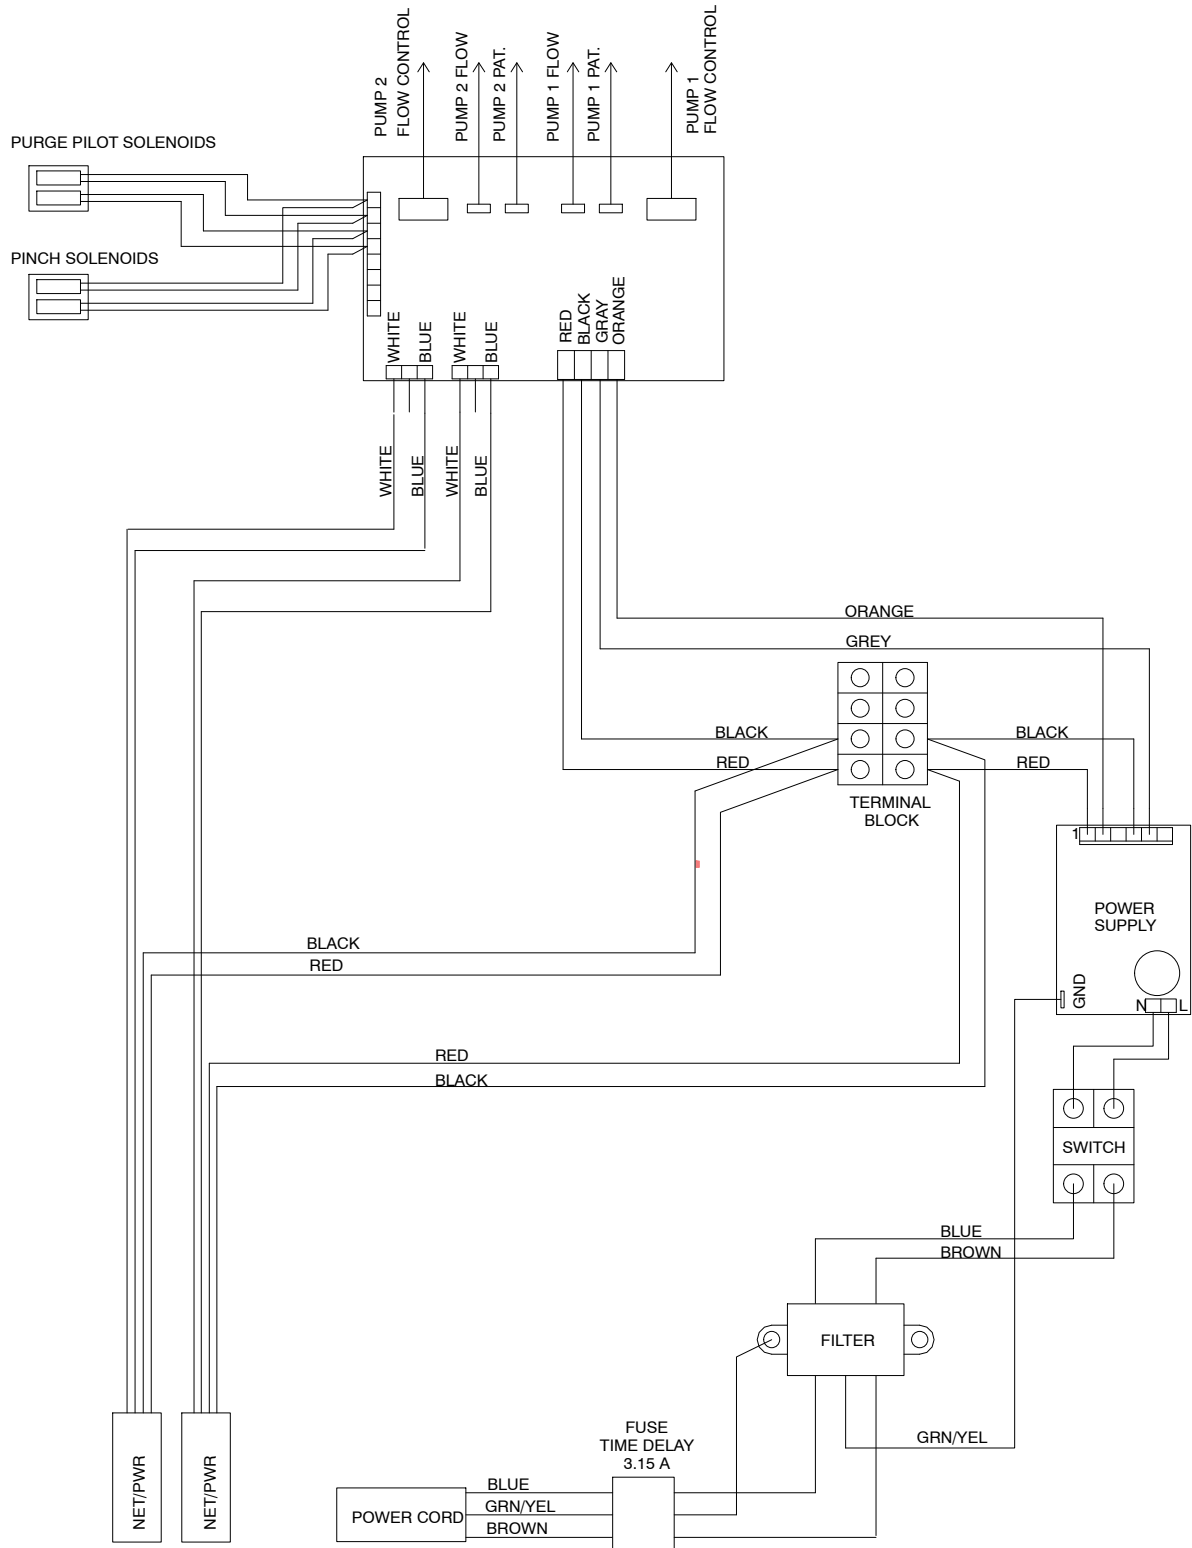 PUMP 2
FLOW CONTROL
PUMP 2 FLOW
PUMP 2 PAT.
PUMP 1 FLOW
PUMP 1 PAT.
PUMP 1
FLOW CONTROL
PURGE PILOT SOLENOIDS
PINCH SOLENOIDS
WHITE
BLUE
WHITE
BLUE
RED
BLACK
GRAY
ORANGE
WHITE
BLUE
WHITE
BLUE
ORANGE
GREY
BLACK
BLACK
RED
RED
TERMINAL
BLOCK
1
POWER
SUPPLY
GND
N
L
BLACK
RED
RED
BLACK
SWITCH
BLUE
BROWN
FILTER
GRN/YEL
FUSE
TIME DELAY
3.15 A
NET/PWR
NET/PWR
POWER CORD
BLUE
GRN/YEL
BROWN